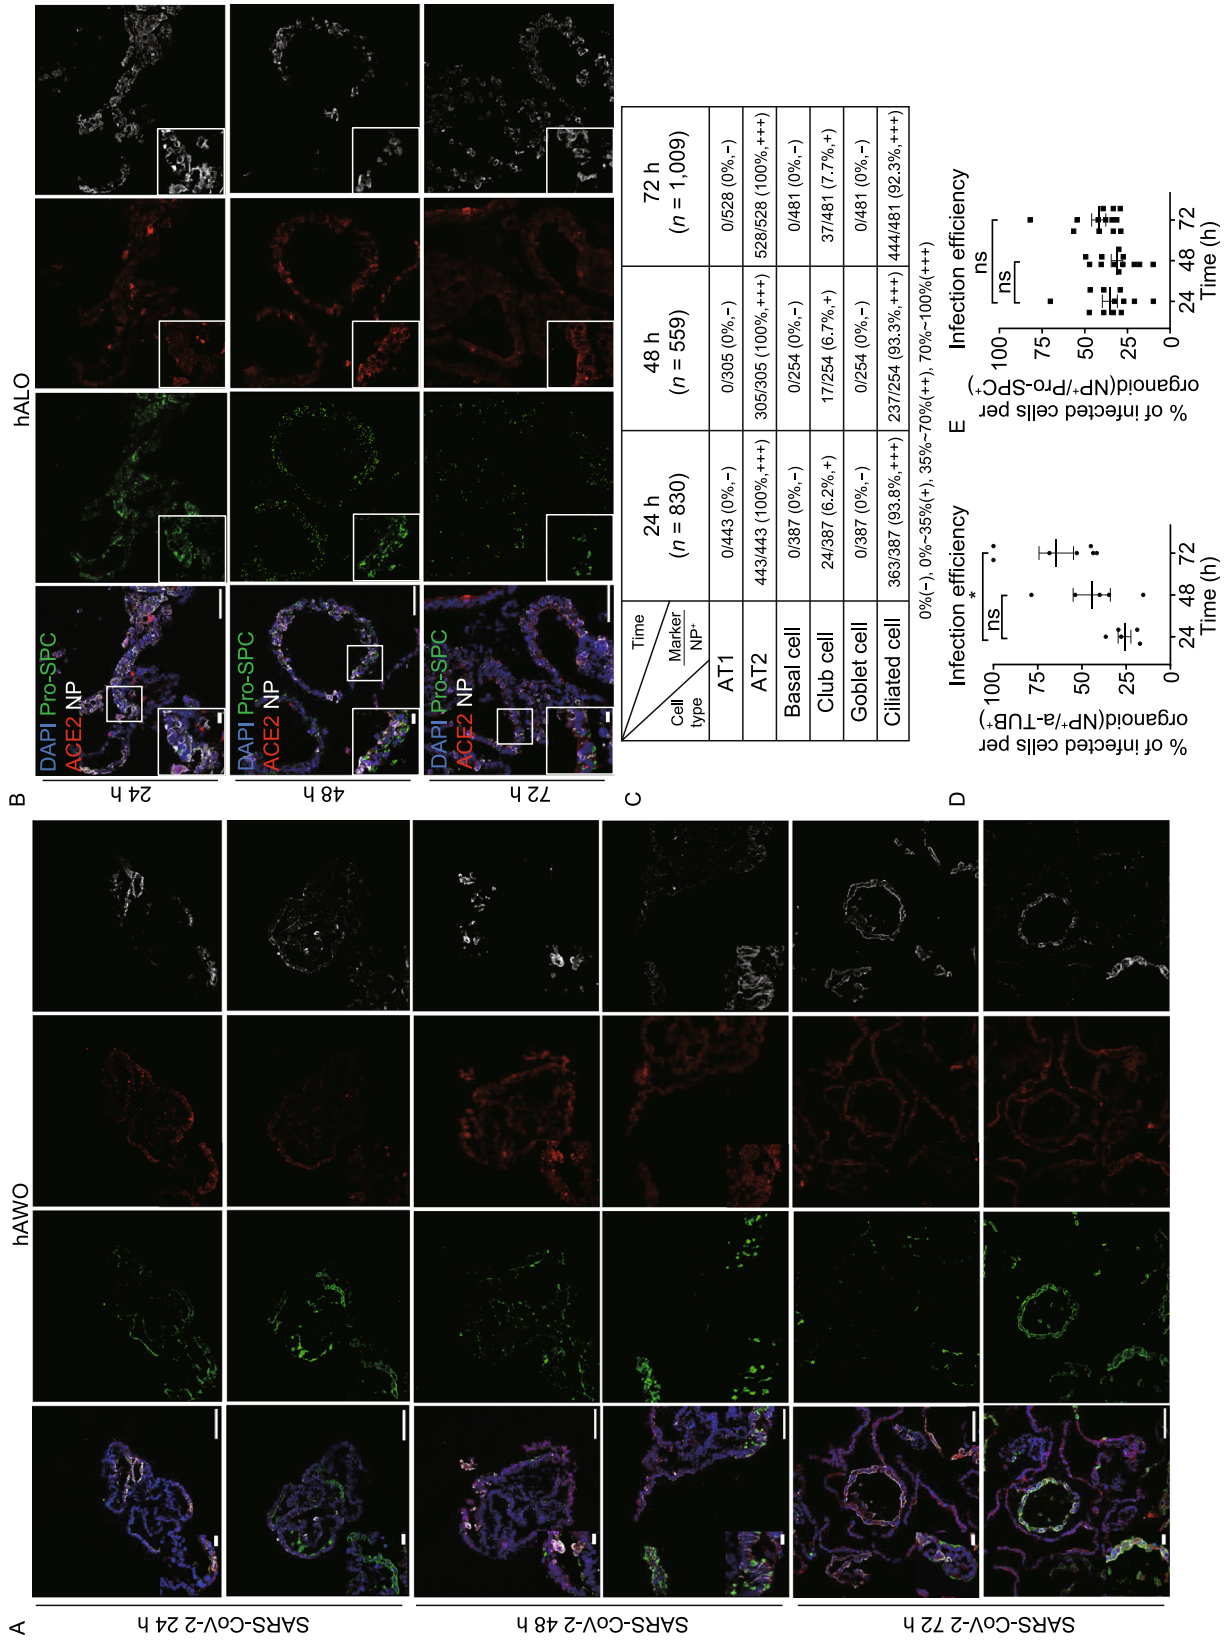 A
hAWO
SARS-CoV-2 24 h
SARS-CoV-2 48 h
SARS-CoV-2 72 h
B
hALO
DAPI Pro-SPC
ACE2 NP
24 h
DAPI Pro-SPC
ACE2 NP
48 h
DAPI Pro-SPC
ACE2 NP
72 h
C
Time
Marker
NP⁺
Cell
type
24 h
(n = 830)
48 h
(n = 559)
72 h
(n = 1,009)
AT1 0/443 (0%,−) 0/305 (0%,−) 0/528 (0%,−)
AT2 443/443 (100%,+++) 305/305 (100%,+++) 528/528 (100%,+++)
Basal cell 0/387 (0%,−) 0/254 (0%,−) 0/481 (0%,−)
Club cell 24/387 (6.2%,+) 17/254 (6.7%,+) 37/481 (7.7%,+)
Goblet cell 0/387 (0%,−) 0/254 (0%,−) 0/481 (0%,−)
Ciliated cell 363/387 (93.8%,+++) 237/254 (93.3%,+++) 444/481 (92.3%,+++)
0%(−), 0%~35%(+), 35%~70%(++), 70%~100%(+++)
D
Infection efficiency
% of infected cells per
organoid(NP⁺/a-TUB⁺)
100
75
50
25
0
*
ns
24 48 72
Time (h)
E
Infection efficiency
% of infected cells per
organoid(NP⁺/Pro-SPC⁺)
100
75
50
25
0
ns
ns
24 48 72
Time (h)